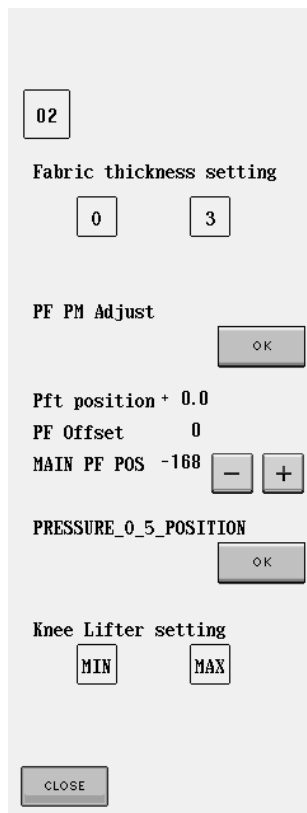 02
Fabric thickness setting
0 3
PF PM Adjust
OK
Pft position + 0.0
PF Offset 0
MAIN PF POS -168 − +
PRESSURE_0_5_POSITION
OK
Knee Lifter setting
MIN MAX
CLOSE